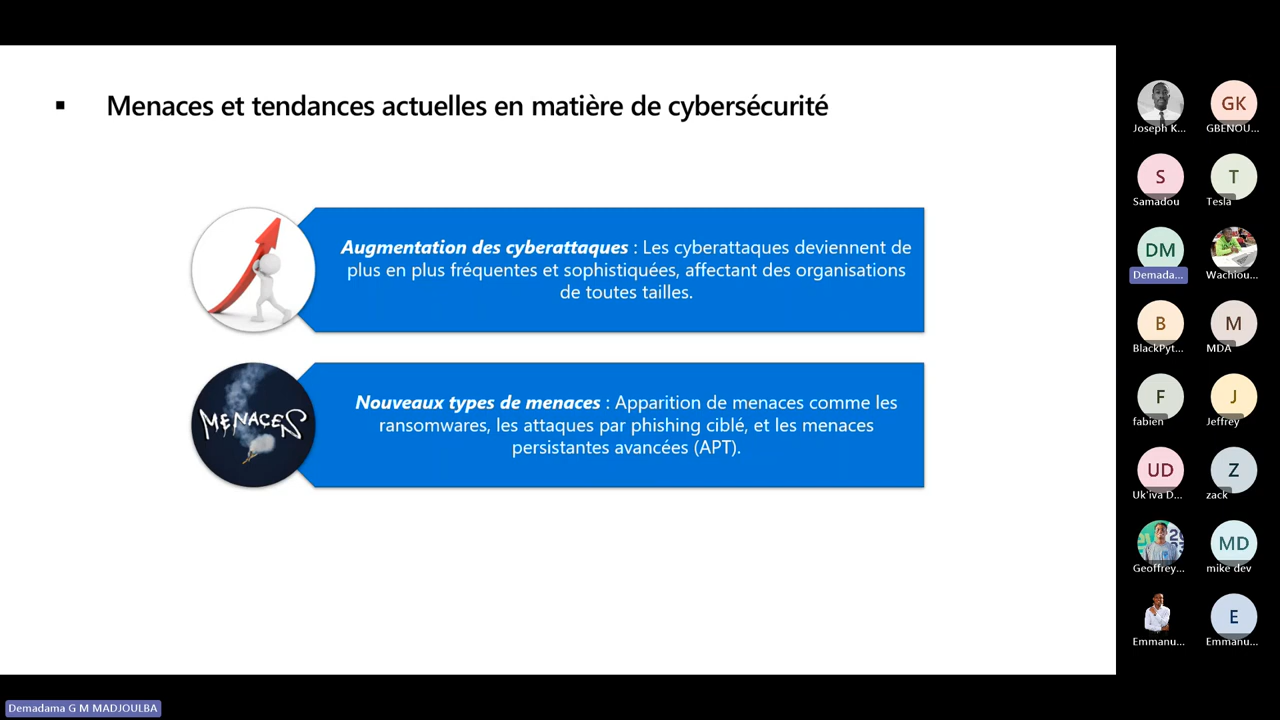 ▪ Menaces et tendances actuelles en matière de cybersécurité
Augmentation des cyberattaques : Les cyberattaques deviennent de
plus en plus fréquentes et sophistiquées, affectant des organisations
de toutes tailles.
MENACES
Nouveaux types de menaces : Apparition de menaces comme les
ransomwares, les attaques par phishing ciblé, et les menaces
persistantes avancées (APT).
Joseph K...
GK
GBENOU...
S
Samadou
T
Tesla
DM
Demada...
Wachiou...
B
BlackPyt...
M
MDA
F
fabien
J
Jeffrey
UD
Uk'iva D...
Z
zack
Geoffrey...
MD
mike dev
Emmanu...
E
Emmanu...
Demadama G M MADJOULBA